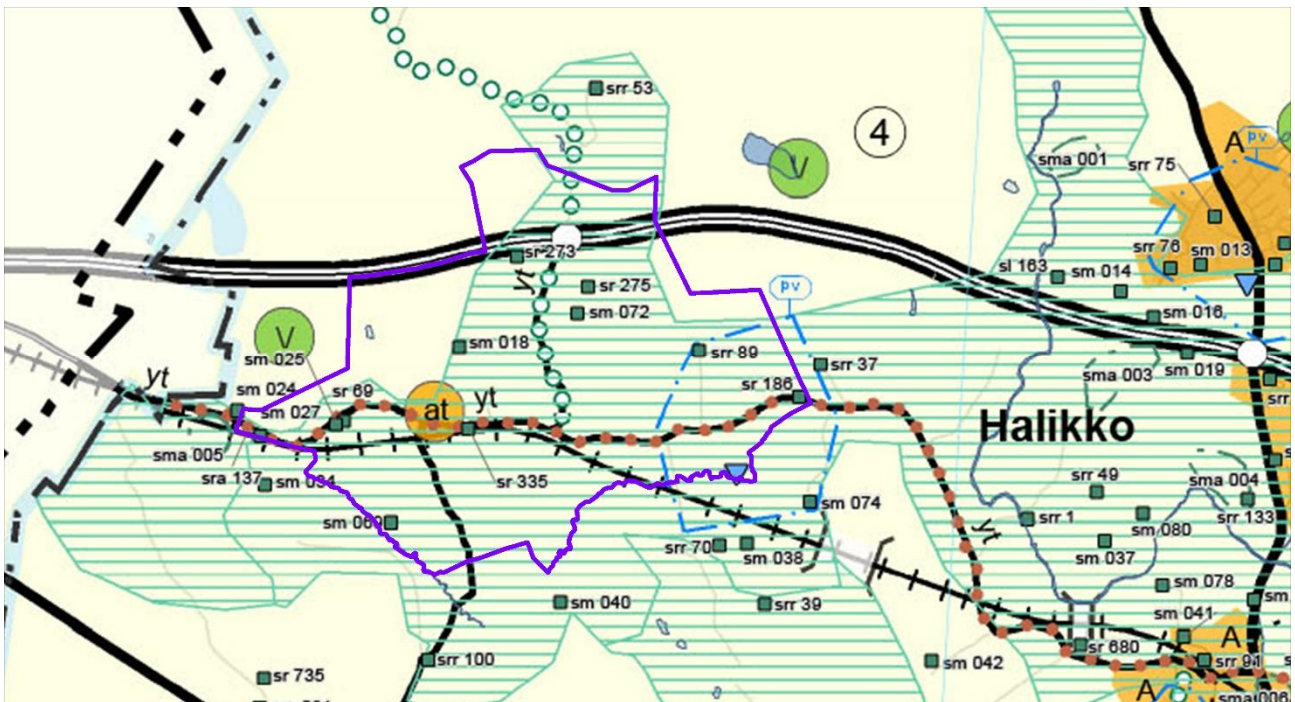 srr 53
4
V
A
pv
sma 001
srr 75
sr 273
yt
srr 76
sm 013
sl 163
sm 014
pv
sr 275
sm 072
sm 016
V
sm 025
sm 018
srr 89
srr 37
sma 003
sm 019
yt
sm 024
sr 69
sr 186
srr
sm 027
at
yt
Halikko
sma 005
sra 137
sm 034
sr 335
srr 49
sma 004
sm 074
srr 1
sm 080
srr 133
yt
srr 70
sm 038
sm 037
sm 078
sm 040
srr 39
sm 041
sm
A
sr 680
srr 100
sm 042
srr 91
sr 735
A
sma 006